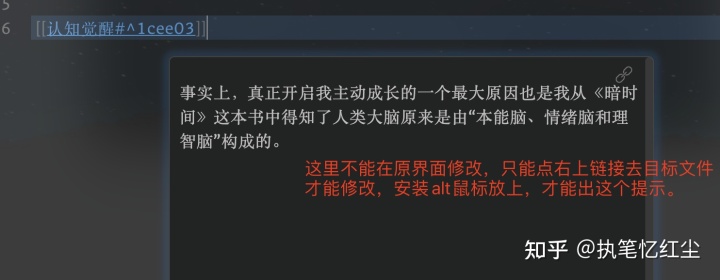 5
6 [[认知觉醒#^1cee03]]
事实上，真正开启我主动成长的一个最大原因也是我从《暗时
间》这本书中得知了人类大脑原来是由“本能脑、情绪脑和理
智脑”构成的。
这里不能在原界面修改，只能点右上链接去目标文件
才能修改，安装alt鼠标放上，才能出这个提示。
知乎 @执笔忆红尘